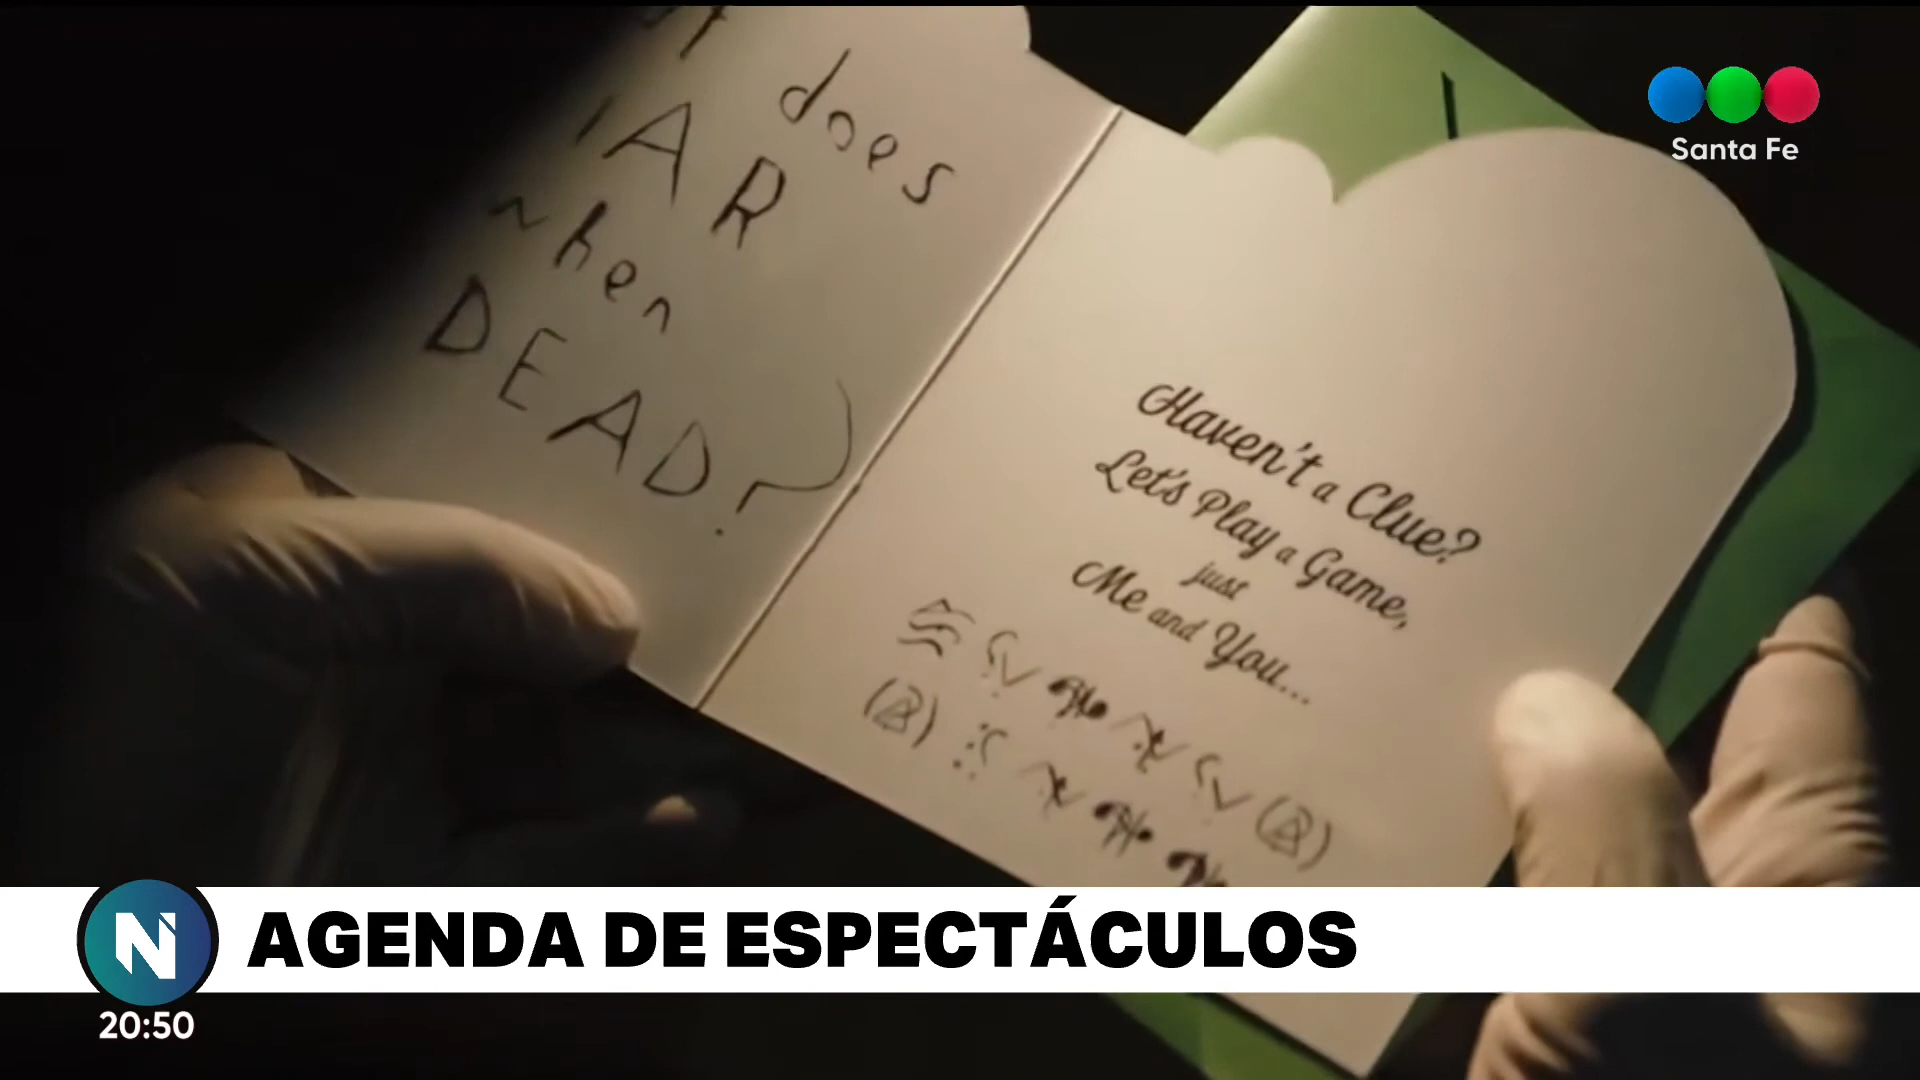 does
when
DEAD?
Haven't a Clue?
Let's Play a Game,
just
Me and You...
Santa Fe
N
AGENDA DE ESPECTÁCULOS
20:50